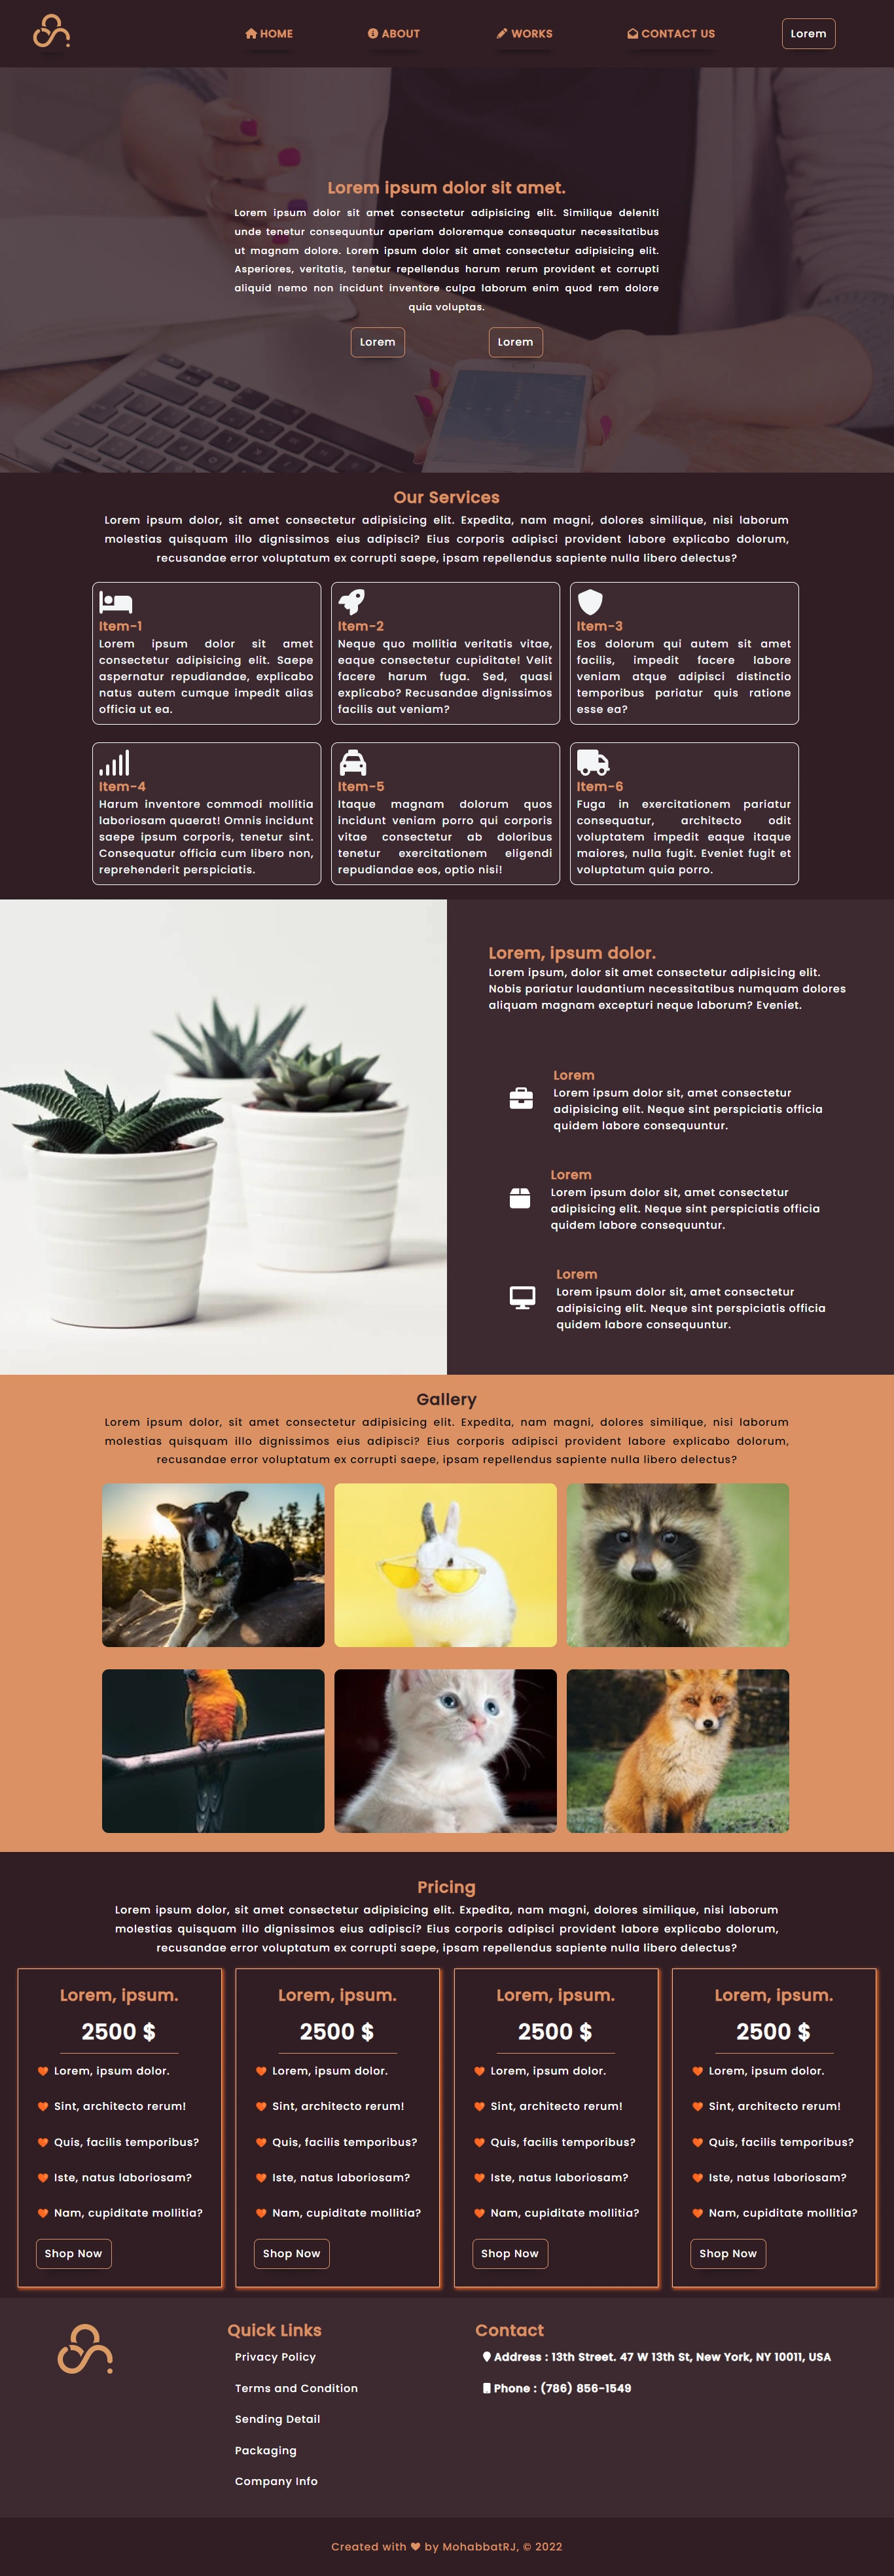 HOME ABOUT WORKS CONTACT US Lorem
Lorem ipsum dolor sit amet.
Lorem ipsum dolor sit amet consectetur adipisicing elit. Similique deleniti
unde tenetur consequuntur aperiam doloremque consequatur necessitatibus
ut magnam dolore. Lorem ipsum dolor sit amet consectetur adipisicing elit.
Asperiores, veritatis, tenetur repellendus harum rerum provident et corrupti
aliquid nemo non incidunt inventore culpa laborum enim quod rem dolore
quia voluptas.
Lorem Lorem
Our Services
Lorem ipsum dolor, sit amet consectetur adipisicing elit. Expedita, nam magni, dolores similique, nisi laborum
molestias quisquam illo dignissimos eius adipisci? Eius corporis adipisci provident labore explicabo dolorum,
recusandae error voluptatum ex corrupti saepe, ipsam repellendus sapiente nulla libero delectus?
Item-1
Lorem ipsum dolor sit amet
consectetur adipisicing elit. Saepe
aspernatur repudiandae, explicabo
natus autem cumque impedit alias
officia ut ea.
Item-2
Neque quo mollitia veritatis vitae,
eaque consectetur cupiditate! Velit
facere harum fuga. Sed, quasi
explicabo? Recusandae dignissimos
facilis aut veniam?
Item-3
Eos dolorum qui autem sit amet
facilis, impedit facere labore
veniam atque adipisci distinctio
temporibus pariatur quis ratione
esse ea?
Item-4
Harum inventore commodi mollitia
laboriosam quaerat! Omnis incidunt
saepe ipsum corporis, tenetur sint.
Consequatur officia cum libero non,
reprehenderit perspiciatis.
Item-5
Itaque magnam dolorum quos
incidunt veniam porro qui corporis
vitae consectetur ab doloribus
tenetur exercitationem eligendi
repudiandae eos, optio nisi!
Item-6
Fuga in exercitationem pariatur
consequatur, architecto odit
voluptatem impedit eaque itaque
maiores, nulla fugit. Eveniet fugit et
voluptatum quia porro.
Lorem, ipsum dolor.
Lorem ipsum, dolor sit amet consectetur adipisicing elit.
Nobis pariatur laudantium necessitatibus numquam dolores
aliquam magnam excepturi neque laborum? Eveniet.
Lorem
Lorem ipsum dolor sit, amet consectetur
adipisicing elit. Neque sint perspiciatis officia
quidem labore consequuntur.
Lorem
Lorem ipsum dolor sit, amet consectetur
adipisicing elit. Neque sint perspiciatis officia
quidem labore consequuntur.
Lorem
Lorem ipsum dolor sit, amet consectetur
adipisicing elit. Neque sint perspiciatis officia
quidem labore consequuntur.
Gallery
Lorem ipsum dolor, sit amet consectetur adipisicing elit. Expedita, nam magni, dolores similique, nisi laborum
molestias quisquam illo dignissimos eius adipisci? Eius corporis adipisci provident labore explicabo dolorum,
recusandae error voluptatum ex corrupti saepe, ipsam repellendus sapiente nulla libero delectus?
Pricing
Lorem ipsum dolor, sit amet consectetur adipisicing elit. Expedita, nam magni, dolores similique, nisi laborum
molestias quisquam illo dignissimos eius adipisci? Eius corporis adipisci provident labore explicabo dolorum,
recusandae error voluptatum ex corrupti saepe, ipsam repellendus sapiente nulla libero delectus?
Lorem, ipsum.
2500 $
Lorem, ipsum dolor.
Sint, architecto rerum!
Quis, facilis temporibus?
Iste, natus laboriosam?
Nam, cupiditate mollitia?
Shop Now
Lorem, ipsum.
2500 $
Lorem, ipsum dolor.
Sint, architecto rerum!
Quis, facilis temporibus?
Iste, natus laboriosam?
Nam, cupiditate mollitia?
Shop Now
Lorem, ipsum.
2500 $
Lorem, ipsum dolor.
Sint, architecto rerum!
Quis, facilis temporibus?
Iste, natus laboriosam?
Nam, cupiditate mollitia?
Shop Now
Lorem, ipsum.
2500 $
Lorem, ipsum dolor.
Sint, architecto rerum!
Quis, facilis temporibus?
Iste, natus laboriosam?
Nam, cupiditate mollitia?
Shop Now
Quick Links
Privacy Policy
Terms and Condition
Sending Detail
Packaging
Company Info
Contact
Address : 13th Street. 47 W 13th St, New York, NY 10011, USA
Phone : (786) 856-1549
Created with ❤ by MohabbatRJ, © 2022